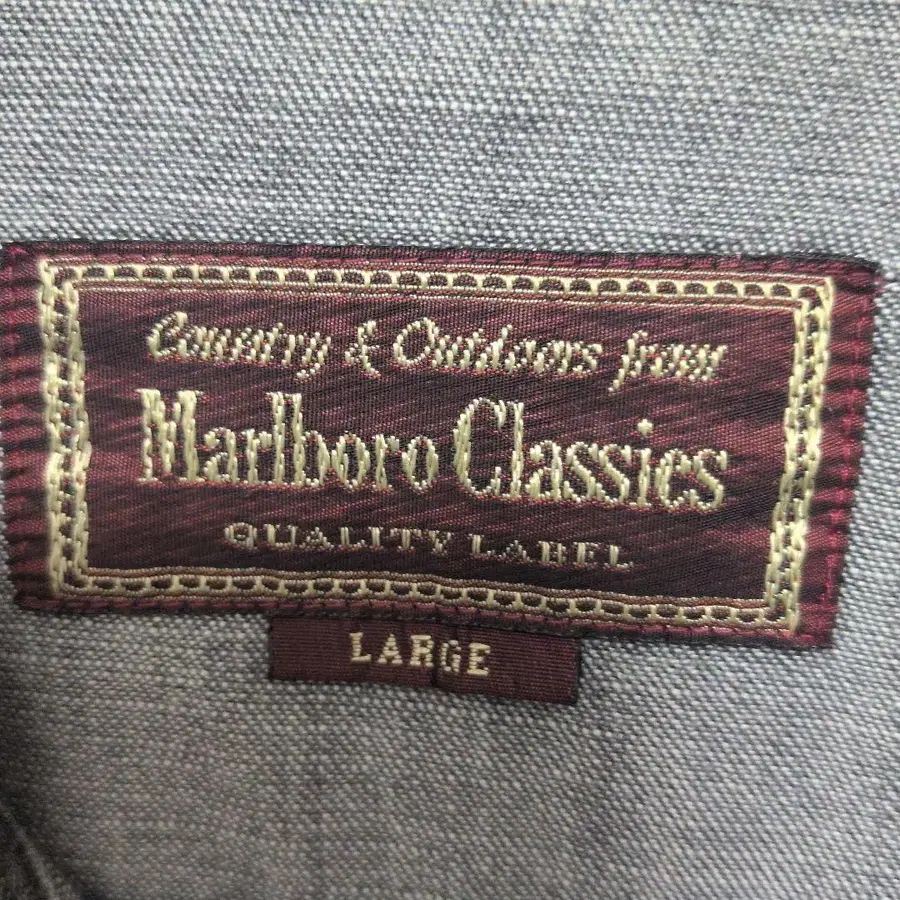 Country & Outdoors from
Marlboro Classics
QUALITY LABEL
LARGE